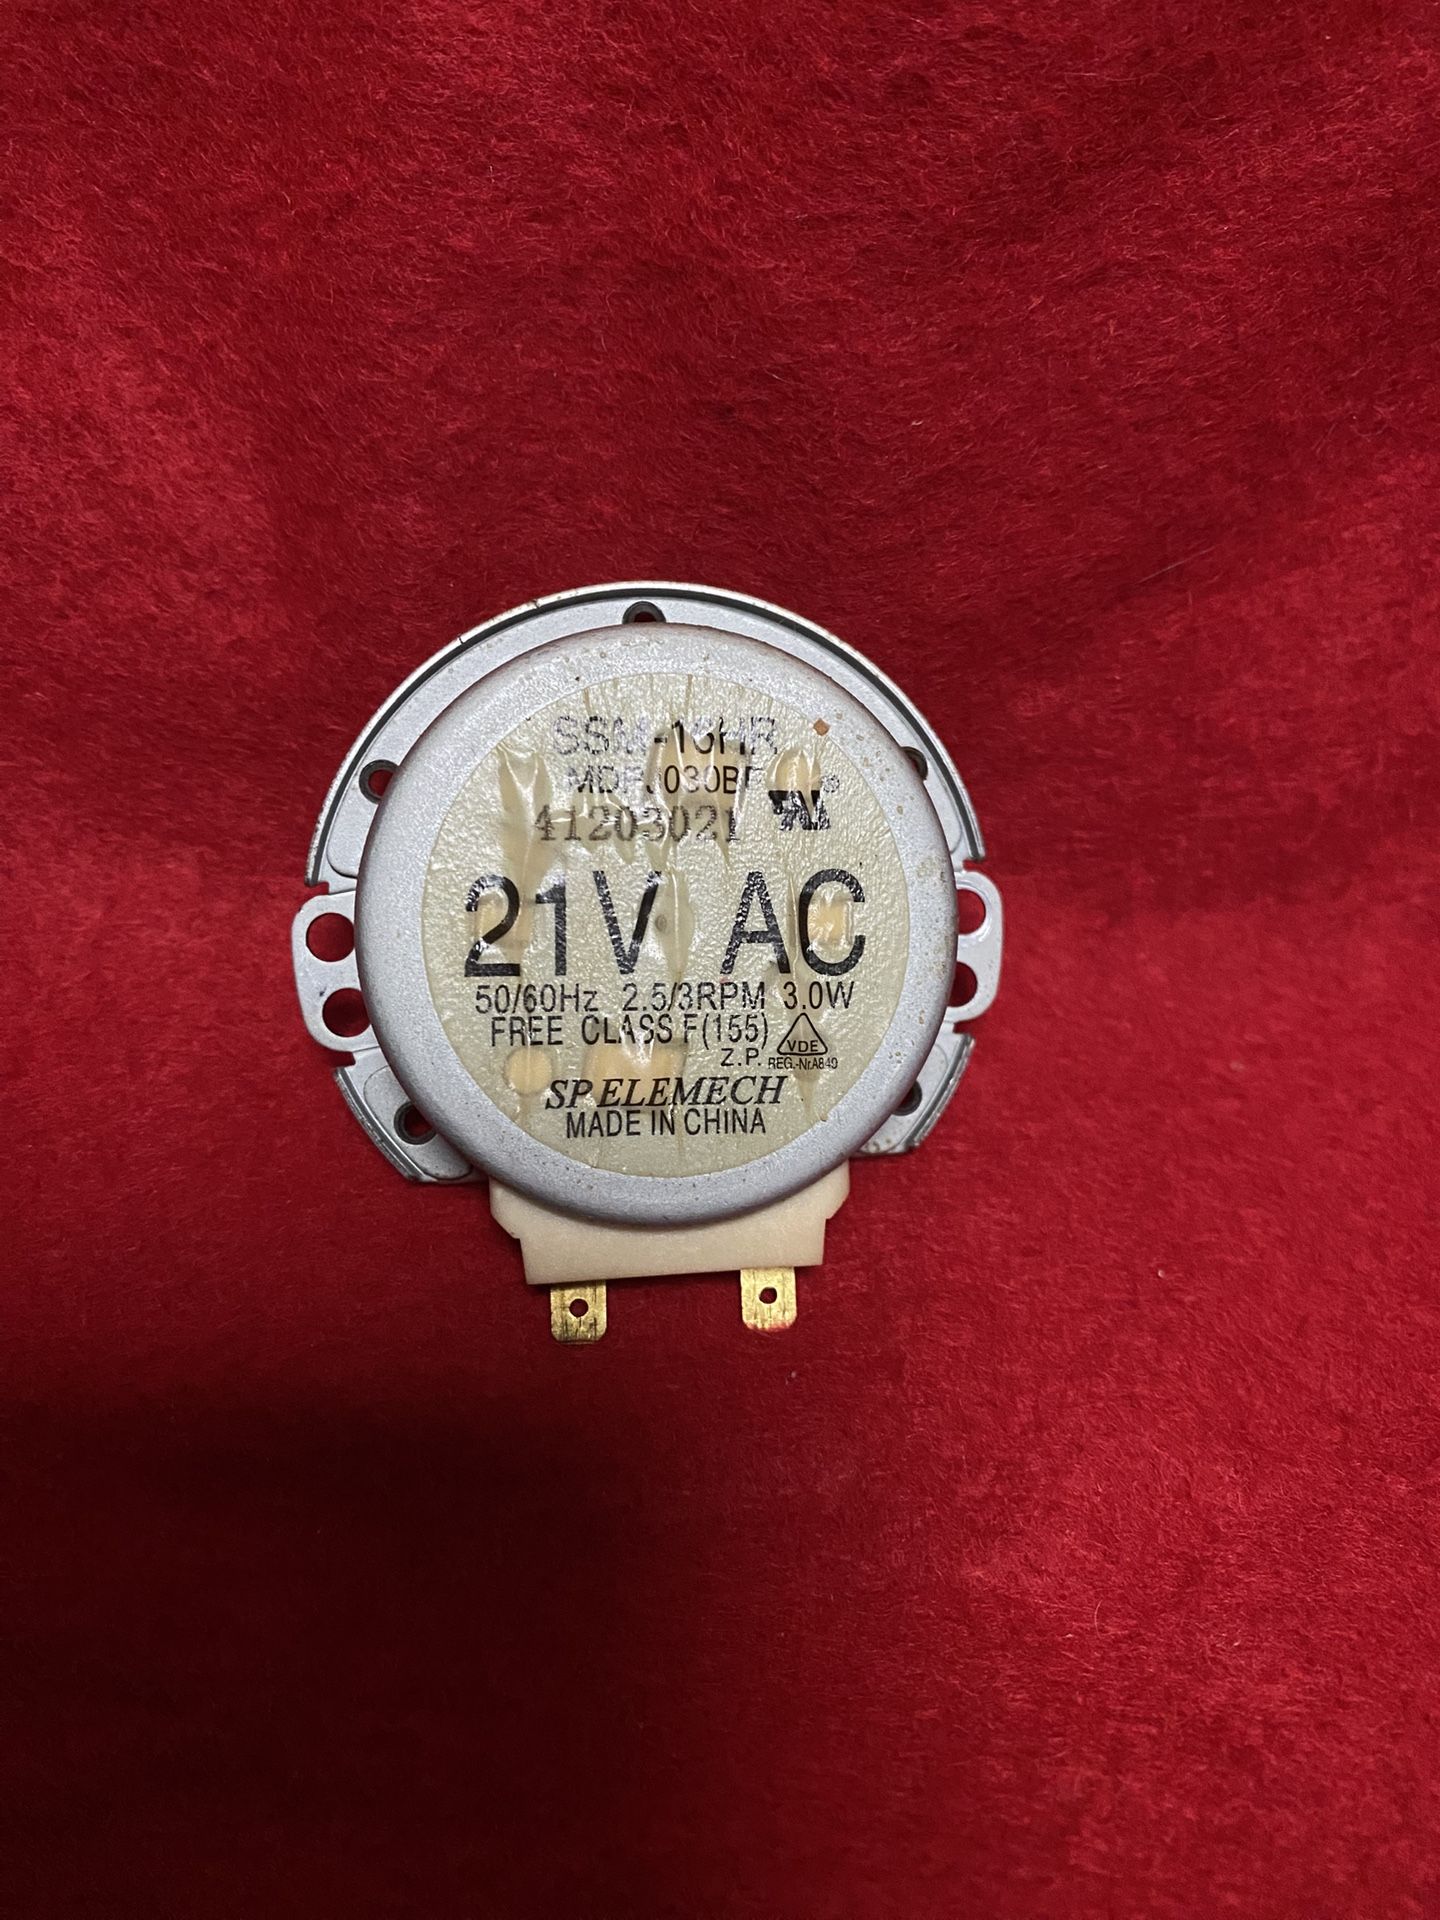 SSM-16HR
41203021
21V AC
50/60Hz 2.5/3RPM 3.0W
FREE CLASS F(155)
Z.P.
VDE
REG.-Nr.A849
SP ELEMECH
MADE IN CHINA